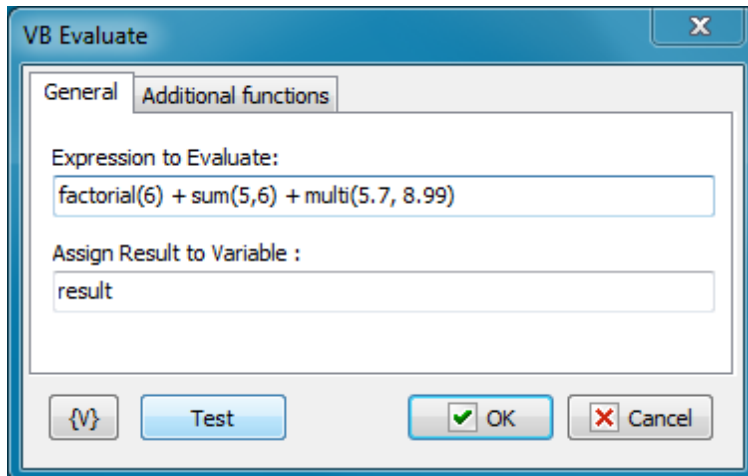 VB Evaluate
General Additional functions
Expression to Evaluate:
factorial(6) + sum(5,6) + multi(5.7, 8.99)
Assign Result to Variable :
result
{V} Test OK Cancel